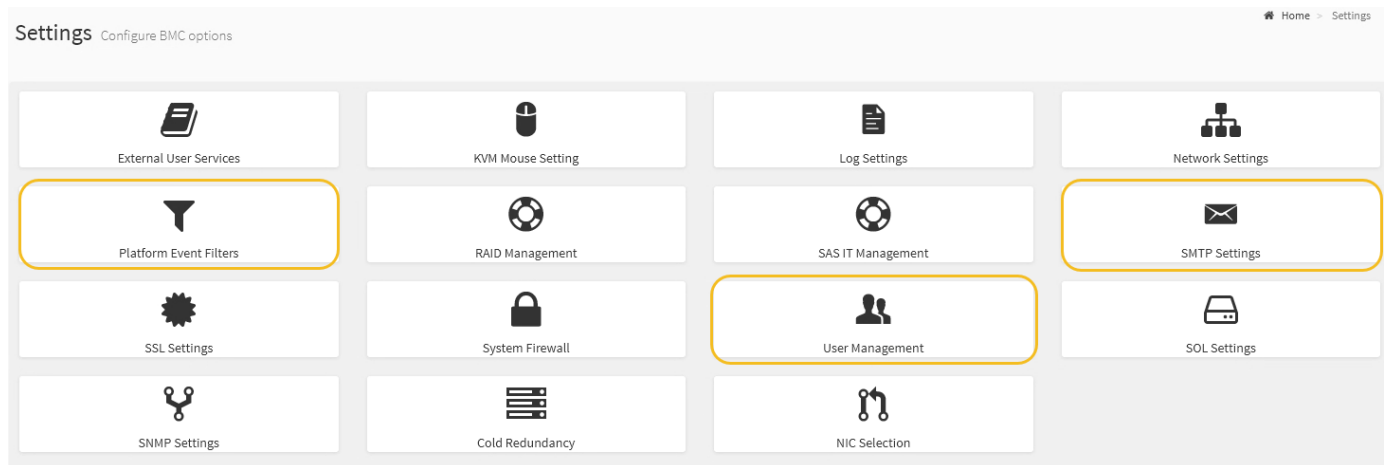 Home > Settings
Settings Configure BMC options
External User Services
KVM Mouse Setting
Log Settings
Network Settings
Platform Event Filters
RAID Management
SAS IT Management
SMTP Settings
SSL Settings
System Firewall
User Management
SOL Settings
SNMP Settings
Cold Redundancy
NIC Selection